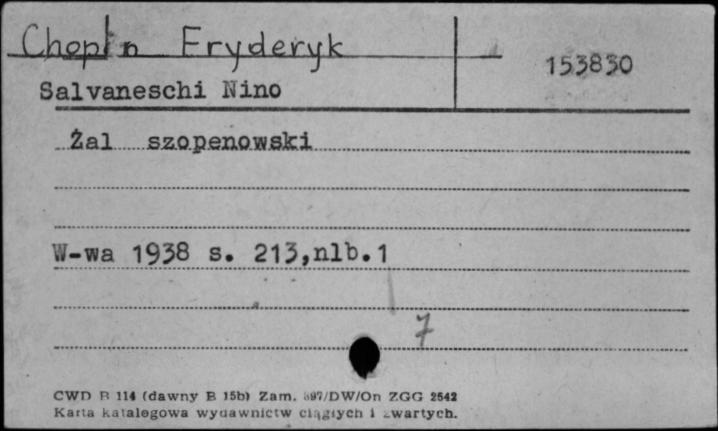 Chopin Fryderyk
153830
Salvaneschi Nino
Żal szopenowski
W-wa 1938 s. 213,nlb.1
7
CWD B 114 (dawny B 15b) Zam. 397/DW/On ZGG 2542
Karta katalogowa wydawnictw ciągłych i zwartych.